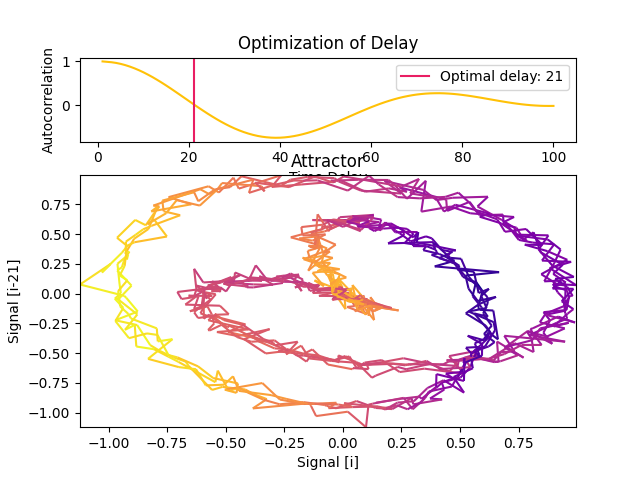 Optimization of Delay
Autocorrelation
1
0
Optimal delay: 21
0 20 40 60 80 100
Attractor
Signal [i-21]
0.75
0.50
0.25
0.00
−0.25
−0.50
−0.75
−1.00
−1.00 −0.75 −0.50 −0.25 0.00 0.25 0.50 0.75
Signal [i]